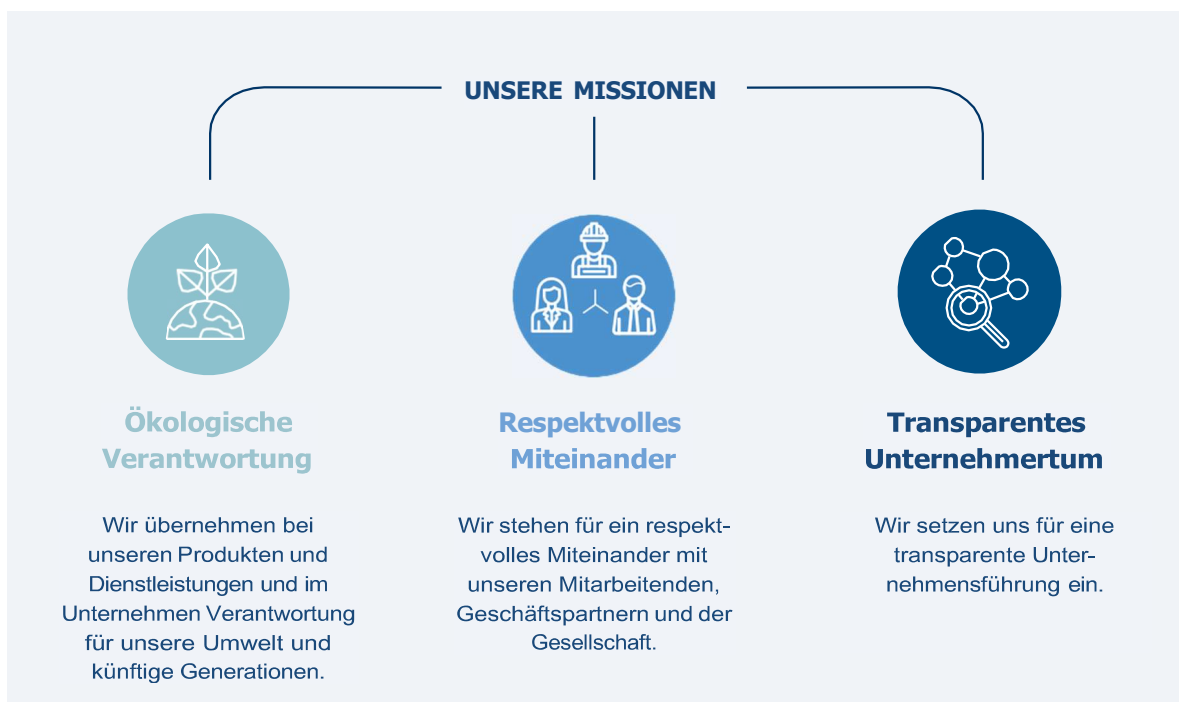 UNSERE MISSIONEN
Ökologische
Verantwortung
Wir übernehmen bei
unseren Produkten und
Dienstleistungen und im
Unternehmen Verantwortung
für unsere Umwelt und
künftige Generationen.
Respektvolles
Miteinander
Wir stehen für ein respekt-
volles Miteinander mit
unseren Mitarbeitenden,
Geschäftspartnern und der
Gesellschaft.
Transparentes
Unternehmertum
Wir setzen uns für eine
transparente Unter-
nehmensführung ein.